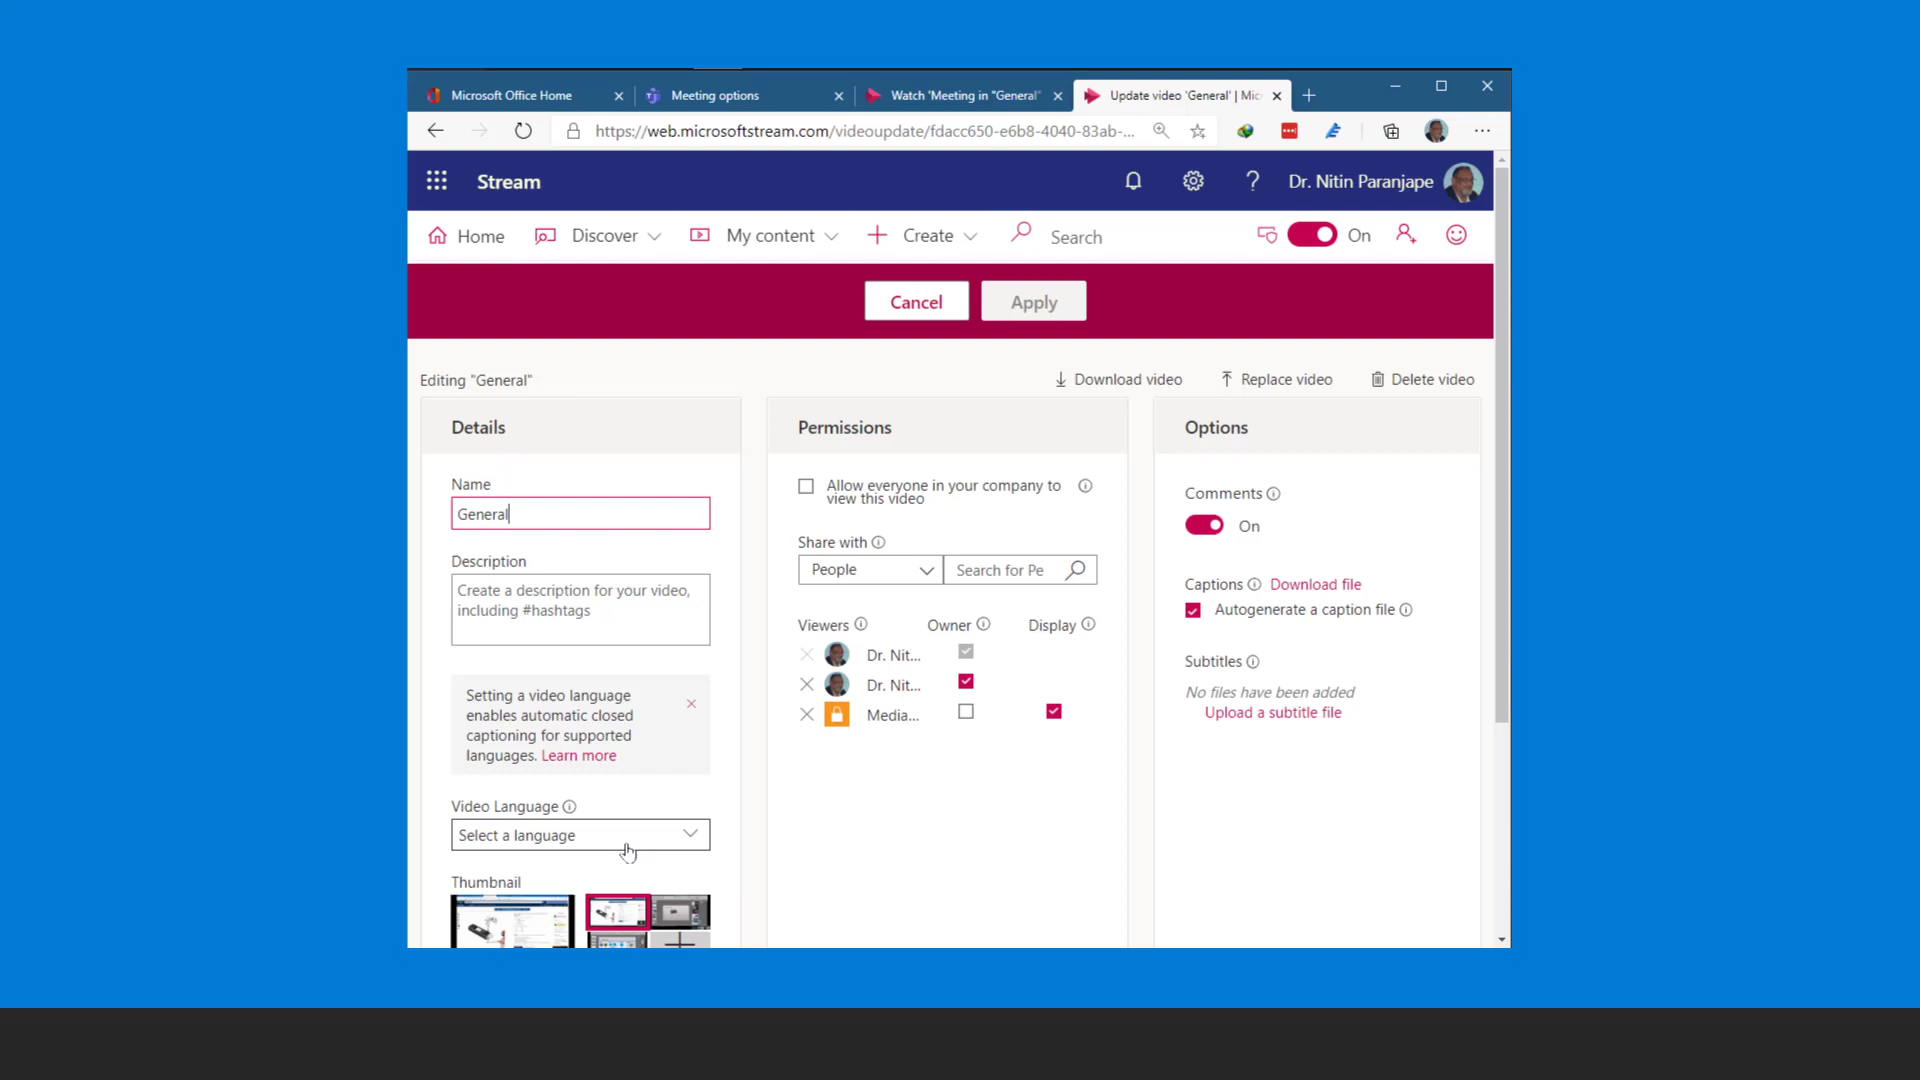 Microsoft Office Home
Meeting options
Watch 'Meeting in "General"
Update video 'General' | Mic
https://web.microsoftstream.com/videoupdate/fdacc650-e6b8-4040-83ab-...
Stream
Dr. Nitin Paranjape
Home
Discover
My content
Create
Search
On
Cancel
Apply
Editing "General"
Download video
Replace video
Delete video
Details
Name
General
Description
Create a description for your video,
including #hashtags
Setting a video language
enables automatic closed
captioning for supported
languages. Learn more
Video Language
Select a language
Thumbnail
Permissions
Allow everyone in your company to
view this video
Share with
People
Search for Pe
Viewers
Owner
Display
Dr. Nit...
Dr. Nit...
Media...
Options
Comments
On
Captions
Download file
Autogenerate a caption file
Subtitles
No files have been added
Upload a subtitle file